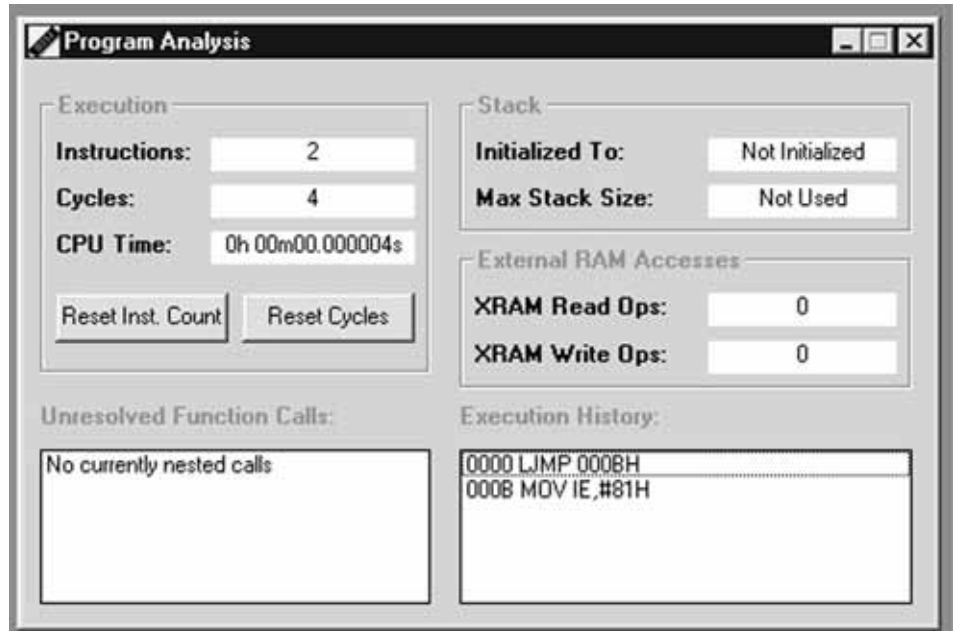 Program Analysis
Execution
Instructions: 2
Cycles: 4
CPU Time: 0h 00m00.000004s
Reset Inst. Count Reset Cycles
Stack
Initialized To: Not Initialized
Max Stack Size: Not Used
External RAM Accesses
XRAM Read Ops: 0
XRAM Write Ops: 0
Unresolved Function Calls:
No currently nested calls
Execution History:
0000 LJMP 000BH
000B MOV IE,#81H